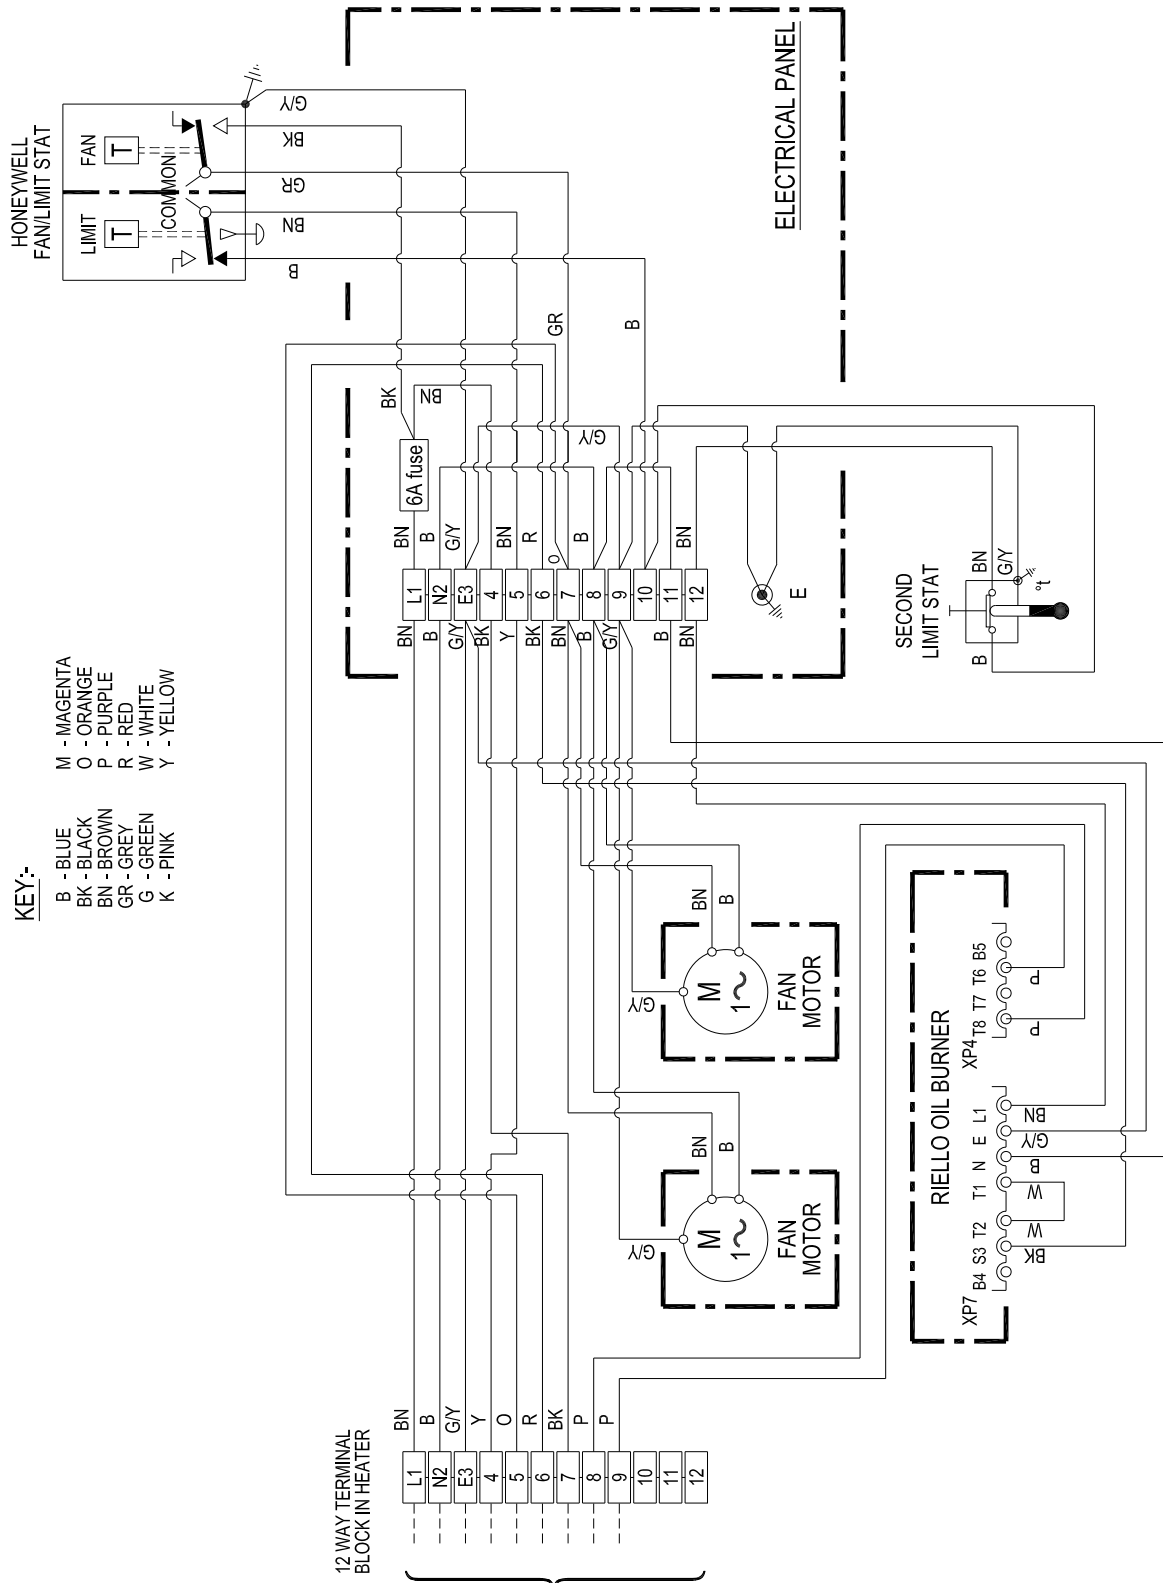 HONEYWELL
FAN/LIMIT STAT
FAN
T
LIMIT
T
COMMON
G/Y
BK
GR
BN
B
ELECTRICAL PANEL
GR
B
BK
BN
6A fuse
G/Y
BN
B
G/Y
BK
BN
R
O
B
BN
L1
N2
E3
4
5
6
7
8
9
10
11
12
BN
B
G/Y
BK
Y
BK
BN
B
G/Y
B
BN
E
SECOND
LIMIT STAT
BN
G/Y
B
t°
KEY:-
B - BLUE
BK - BLACK
BN - BROWN
GR - GREY
G - GREEN
K - PINK
M - MAGENTA
O - ORANGE
P - PURPLE
R - RED
W - WHITE
Y - YELLOW
BN
B
G/Y
M
1~
FAN
MOTOR
BN
B
G/Y
M
1~
FAN
MOTOR
RIELLO OIL BURNER
XP4
T8 T7 T6 B5
P
P
XP7
B4 S3 T2 T1 N E L1
BK
W
W
B
G/Y
BN
12 WAY TERMINAL
BLOCK IN HEATER
BN
B
G/Y
Y
O
R
BK
P
P
L1
N2
E3
4
5
6
7
8
9
10
11
12